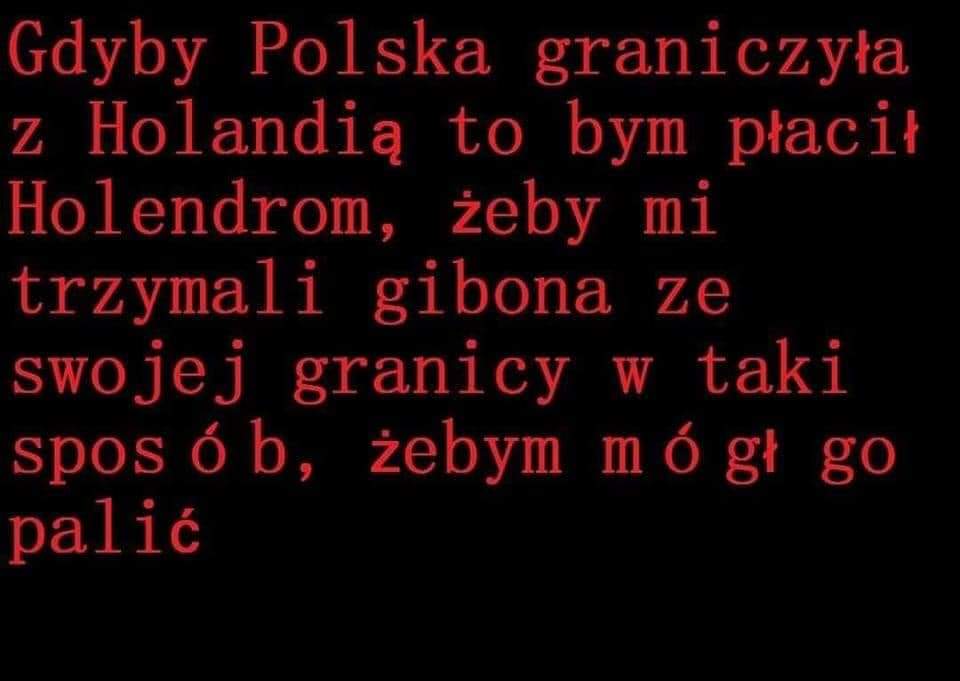 Gdyby Polska graniczyła
z Holandią to bym płacił
Holendrom, żeby mi
trzymali gibona ze
swojej granicy w taki
sposób, żebym mógł go
palić